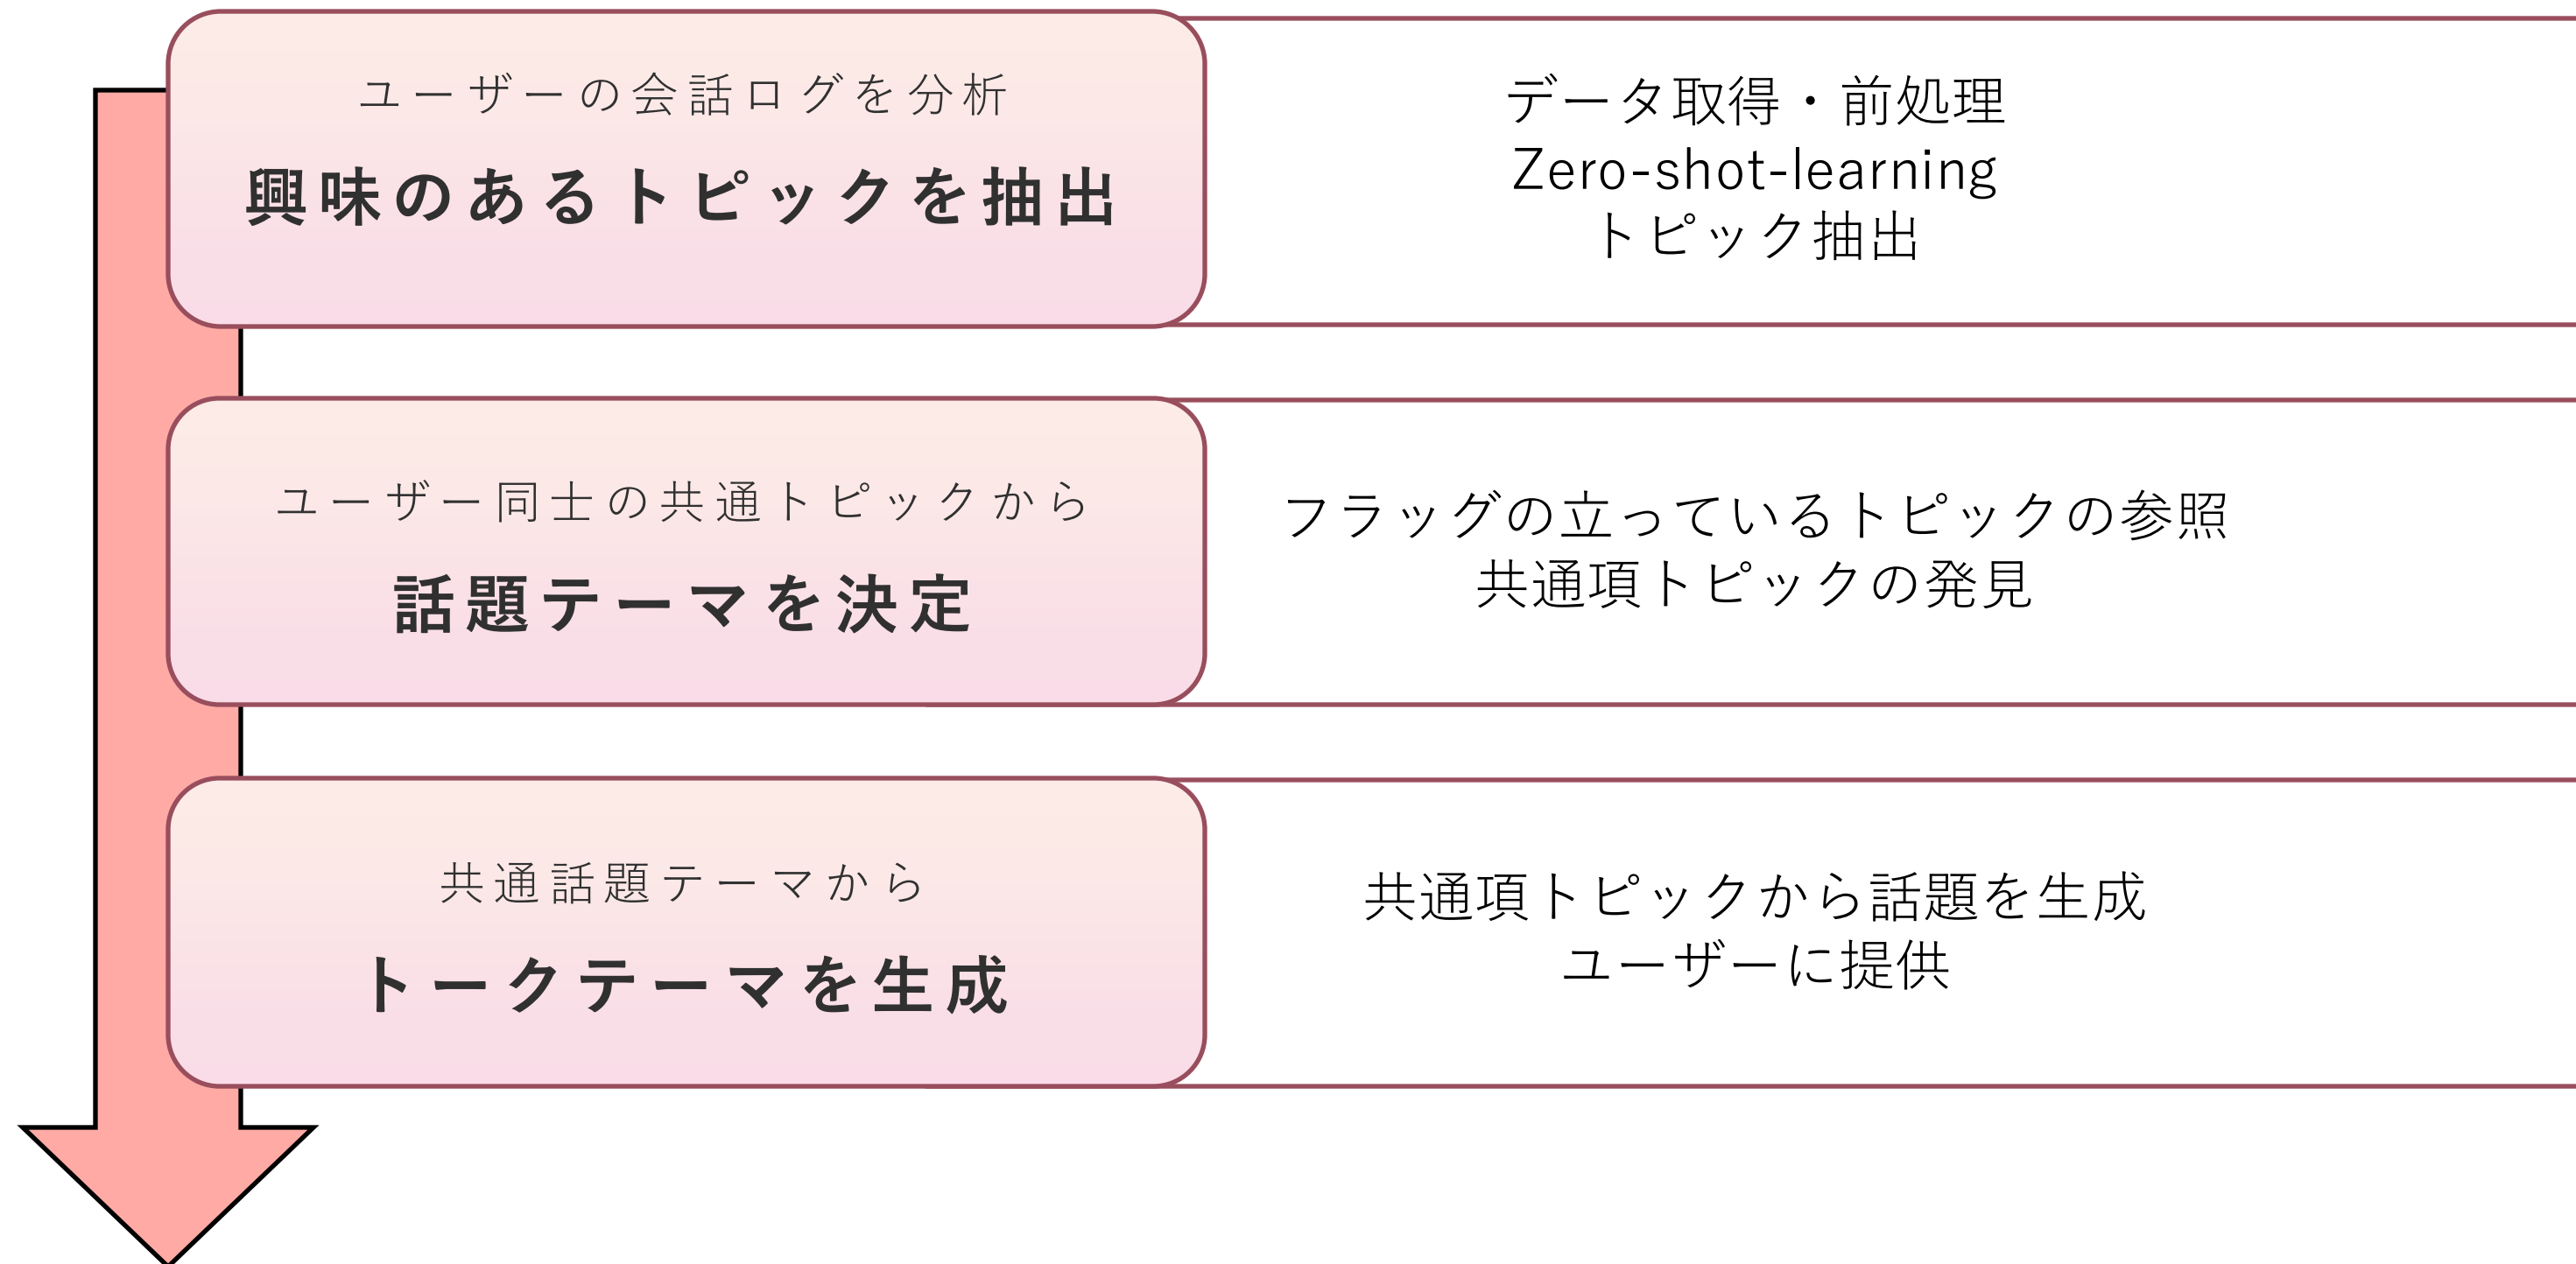 ユーザーの会話ログを分析
興味のあるトピックを抽出
データ取得・前処理
Zero-shot-learning
トピック抽出
ユーザー同士の共通トピックから
話題テーマを決定
フラッグの立っているトピックの参照
共通項トピックの発見
共通話題テーマから
トークテーマを生成
共通項トピックから話題を生成
ユーザーに提供